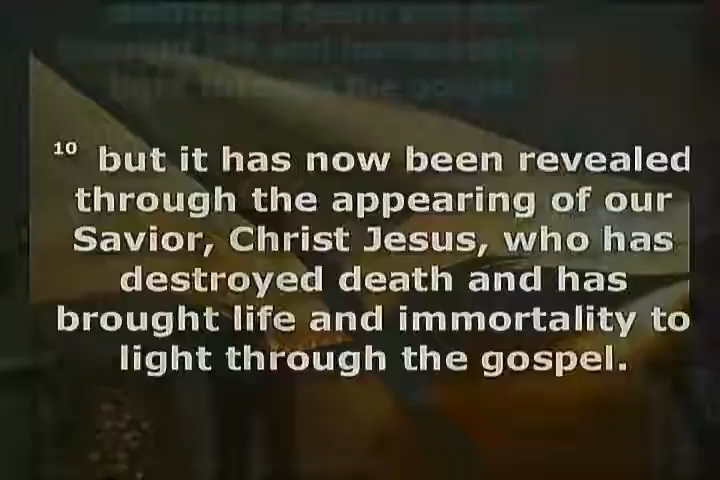 10 but it has now been revealed
through the appearing of our
Savior, Christ Jesus, who has
destroyed death and has
brought life and immortality to
light through the gospel.